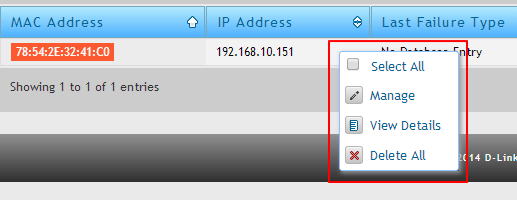 MAC Address IP Address Last Failure Type
78:54:2E:32:41:C0 192.168.10.151 No Database Entry
Select All
Showing 1 to 1 of 1 entries
Manage
View Details
Delete All 2014 D-Link